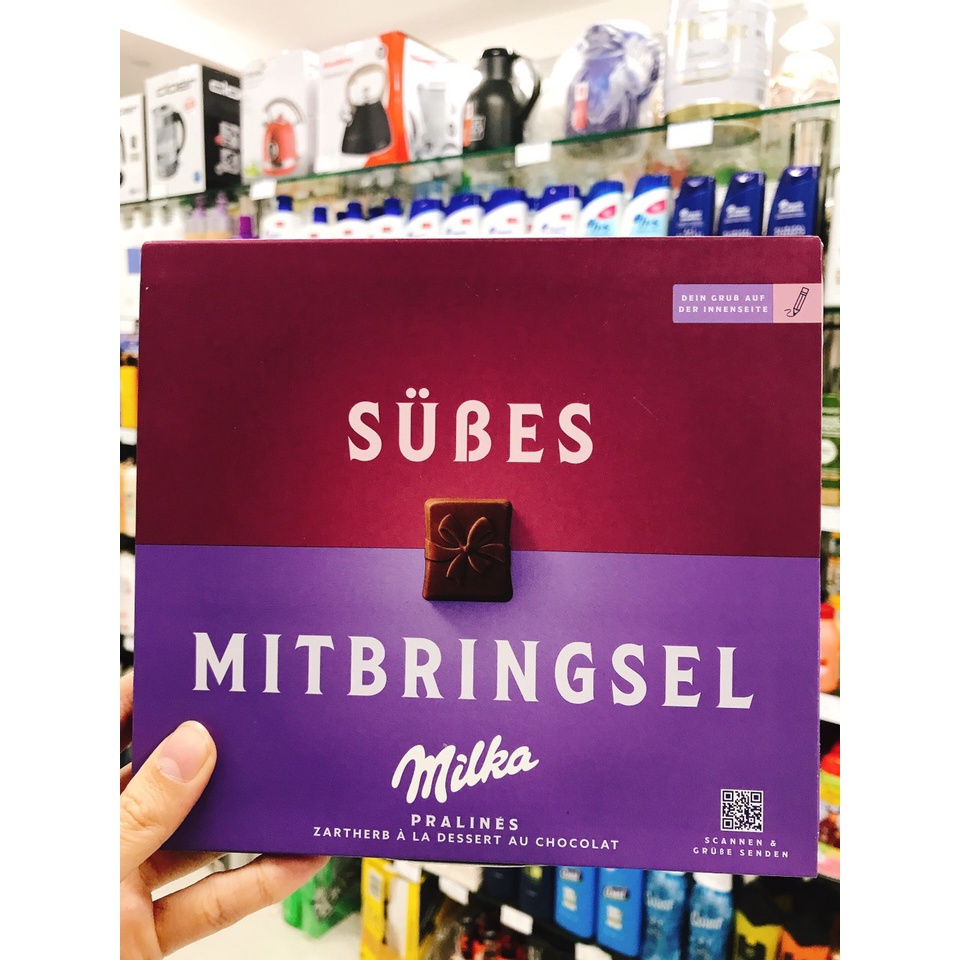 DEIN GRUß AUF
DER INNENSEITE
SÜßES
MITBRINGSEL
Milka
PRALINÉS
ZARTHERB À LA DESSERT AU CHOCOLAT
SCANNEN &
GRÜßE SENDEN